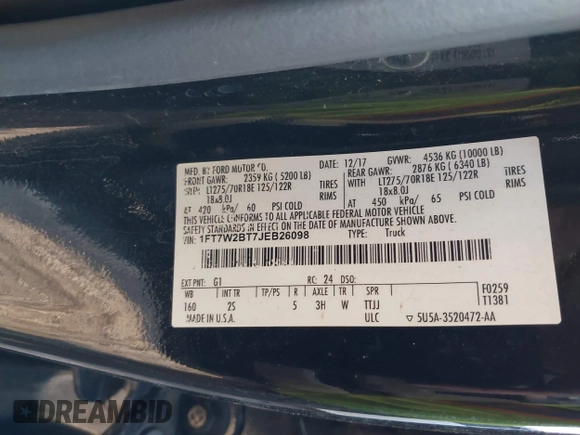 MFD. BY FORD MOTOR CO. 12/17 GVWR: 4536 KG (10000 LB)
FRONT GAWR: 2359 KG ( 5200 LB) REAR GAWR: 2876 KG ( 6340 LB)
WITH LT275/70R18E 125/122R TIRES WITH LT275/70R18E 125/122R TIRES
18x8.0J RIMS 18x8.0J RIMS
AT 420 kPa/ 60 PSI COLD AT 450 kPa/ 65 PSI COLD
THIS VEHICLE CONFORMS TO ALL APPLICABLE FEDERAL MOTOR VEHICLE
SAFETY STANDARDS IN EFFECT ON THE DATE OF MANUFACTURE SHOWN ABOVE.
VIN: 1FT7W2BT7JEB26098 TYPE: Truck
EXT PNT: G1 RC: 24 DSO: F0259
WB INT TR TP/PS R AXLE TR SPR T1381
160 2S 5 3H W TTJJ
MADE IN U.S.A. ULC ▽ 5U5A-3520472-AA
DREAMBID